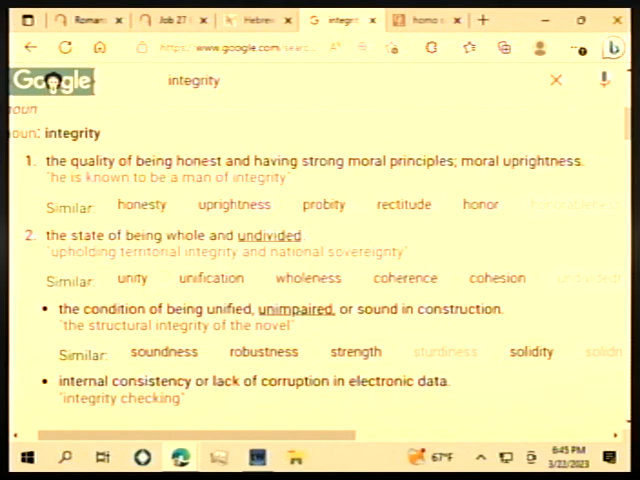 Roman
Job 27
Hebrew
integrit
homo
https://www.google.com/searc
Google
integrity
noun
noun: integrity
1. the quality of being honest and having strong moral principles; moral uprightness.
"he is known to be a man of integrity"
Similar: honesty uprightness probity rectitude honor
2. the state of being whole and undivided.
"upholding territorial integrity and national sovereignty"
Similar: unity unification wholeness coherence cohesion
• the condition of being unified, unimpaired, or sound in construction.
"the structural integrity of the novel"
Similar: soundness robustness strength sturdiness solidity solidn
• internal consistency or lack of corruption in electronic data.
"integrity checking"
67°F
6:45 PM
3/22/2023